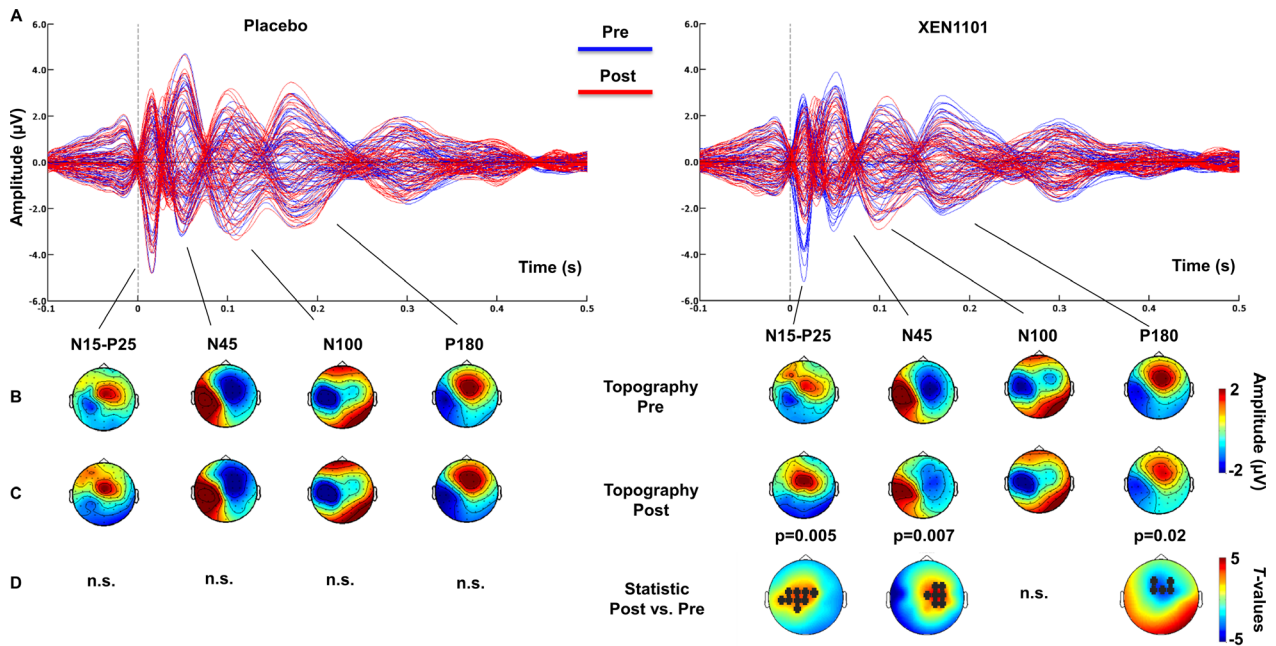 A
Placebo
Pre
Post
XEN1101
6.0
4.0
2.0
0.0
-2.0
-4.0
-6.0
Amplitude (µV)
Time (s)
-0.1
0
0.1
0.2
0.3
0.4
0.5
6.0
4.0
2.0
0.0
-2.0
-4.0
-6.0
Time (s)
-0.1
0
0.1
0.2
0.3
0.4
0.5
N15-P25
N45
N100
P180
N15-P25
N45
N100
P180
B
Topography
Pre
C
Topography
Post
2
-2
Amplitude (µV)
p=0.005
p=0.007
p=0.02
D
n.s.
n.s.
n.s.
n.s.
Statistic
Post vs. Pre
n.s.
5
-5
T-values